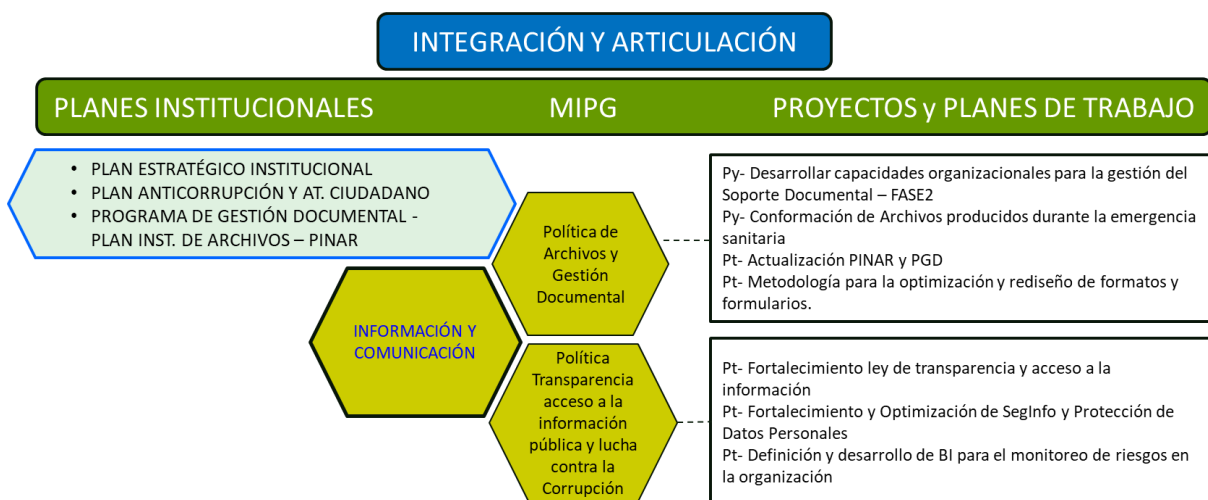 INTEGRACIÓN Y ARTICULACIÓN
PLANES INSTITUCIONALES MIPG PROYECTOS y PLANES DE TRABAJO
• PLAN ESTRATÉGICO INSTITUCIONAL
• PLAN ANTICORRUPCIÓN Y AT. CIUDADANO
• PROGRAMA DE GESTIÓN DOCUMENTAL -
PLAN INST. DE ARCHIVOS – PINAR
INFORMACIÓN Y
COMUNICACIÓN
Política de
Archivos y
Gestión
Documental
Py- Desarrollar capacidades organizacionales para la gestión del
Soporte Documental – FASE2
Py- Conformación de Archivos producidos durante la emergencia
sanitaria
Pt- Actualización PINAR y PGD
Pt- Metodología para la optimización y rediseño de formatos y
formularios.
Política
Transparencia
acceso a la
información
pública y lucha
contra la
Corrupción
Pt- Fortalecimiento ley de transparencia y acceso a la
información
Pt- Fortalecimiento y Optimización de SegInfo y Protección de
Datos Personales
Pt- Definición y desarrollo de BI para el monitoreo de riesgos en
la organización